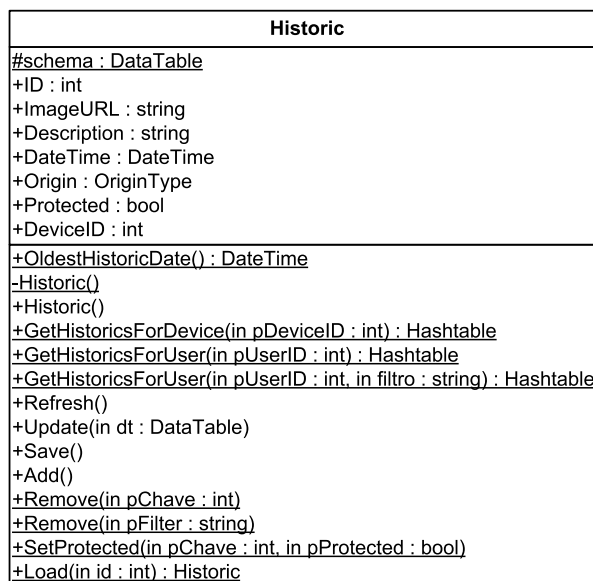 Historic
#schema : DataTable
+ID : int
+ImageURL : string
+Description : string
+DateTime : DateTime
+Origin : OriginType
+Protected : bool
+DeviceID : int
+OldestHistoricDate() : DateTime
-Historic()
+Historic()
+GetHistoricsForDevice(in pDeviceID : int) : Hashtable
+GetHistoricsForUser(in pUserID : int) : Hashtable
+GetHistoricsForUser(in pUserID : int, in filtro : string) : Hashtable
+Refresh()
+Update(in dt : DataTable)
+Save()
+Add()
+Remove(in pChave : int)
+Remove(in pFilter : string)
+SetProtected(in pChave : int, in pProtected : bool)
+Load(in id : int) : Historic